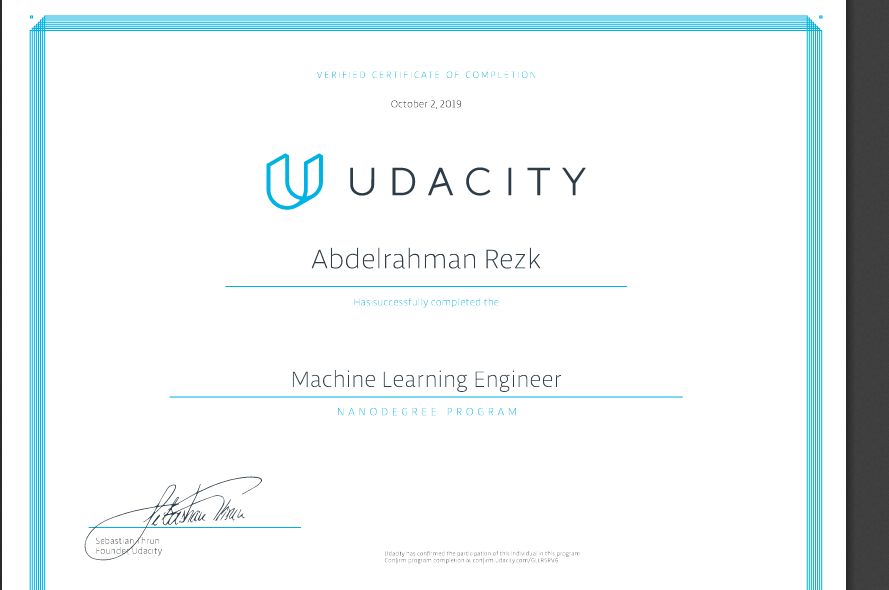 VERIFIED CERTIFICATE OF COMPLETION
October 2, 2019
UDACITY
Abdelrahman Rezk
Has successfully completed the
Machine Learning Engineer
NANODEGREE PROGRAM
Sebastian Thrun
Sebastian Thrun
Founder, Udacity
Udacity has confirmed the participation of this individual in this program
Confirm program completion at confirm.udacity.com/